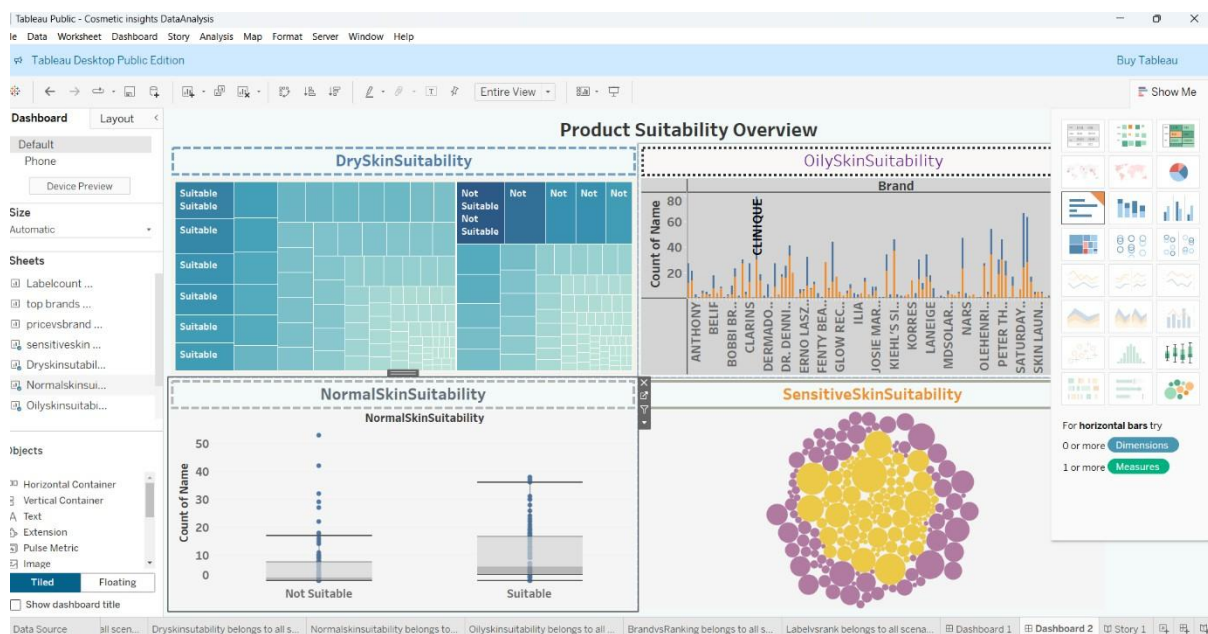 Tableau Public - Cosmetic insights DataAnalysis
le Data Worksheet Dashboard Story Analysis Map Format Server Window Help
Tableau Desktop Public Edition
Buy Tableau
Entire View
Show Me
Dashboard Layout
Default
Phone
Device Preview
Size
Automatic
Sheets
Labelcount ...
top brands ...
pricevsbrand ...
sensitiveskin ...
Dryskinsutabil...
Normalskinsui...
Oilyskinsuitabi...
bjects
Horizontal Container
Vertical Container
Text
Extension
Pulse Metric
Image
Tiled Floating
Show dashboard title
Product Suitability Overview
DrySkinSuitability
Suitable
Suitable
Suitable
Suitable
Suitable
Suitable
Suitable
Not
Suitable
Not
Suitable
Not
Not
Not
Not
OilySkinSuitability
Brand
Count of Name
80
60
40
20
CLINIQUE
ANTHONY
BELIF
BOBBI BR..
CLARINS
DERMADO..
DR. DENNI..
ERNO LASZ..
FENTY BEA..
GLOW REC..
ILIA
JOSIE MAR..
KIEHL'S SI..
KORRES
LANEIGE
MDSOLAR..
NARS
OLEHENRI..
PETER TH..
SATURDAY..
SKIN LAUN..
NormalSkinSuitability
NormalSkinSuitability
Count of Name
50
40
30
20
10
0
Not Suitable
Suitable
SensitiveSkinSuitability
For horizontal bars try
0 or more Dimensions
1 or more Measures
Data Source
all scen...
Dryskinsutability belongs to all s...
Normalskinsuitability belongs to...
Oilyskinsuitability belongs to all ...
BrandvsRanking belongs to all s...
Labelvsrank belongs to all scena...
Dashboard 1
Dashboard 2
Story 1